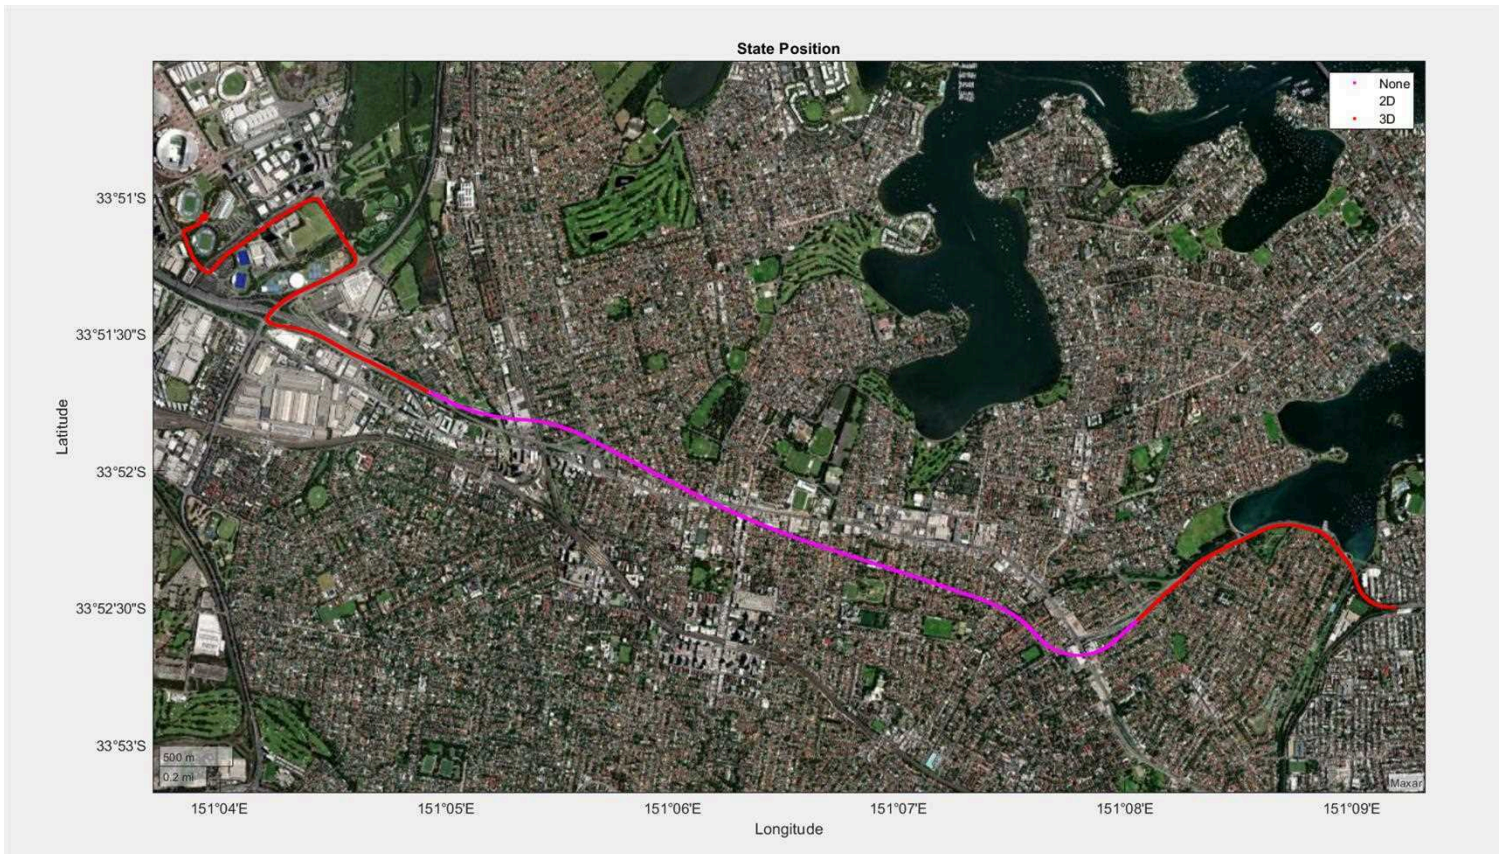 State Position
None
2D
3D
33°51'S
33°51'30"S
33°52'S
33°52'30"S
33°53'S
Latitude
500 m
0.2 mi
Maxar
151°04'E
151°05'E
151°06'E
151°07'E
151°08'E
151°09'E
Longitude